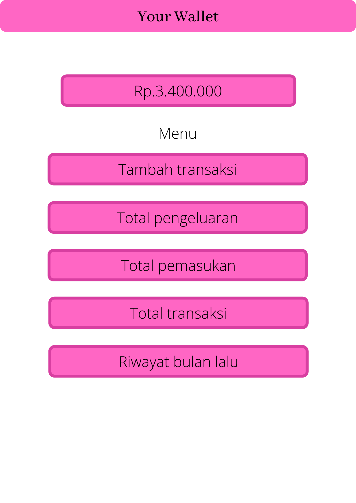 Your Wallet
Rp.3.400.000
Menu
Tambah transaksi
Total pengeluaran
Total pemasukan
Total transaksi
Riwayat bulan lalu